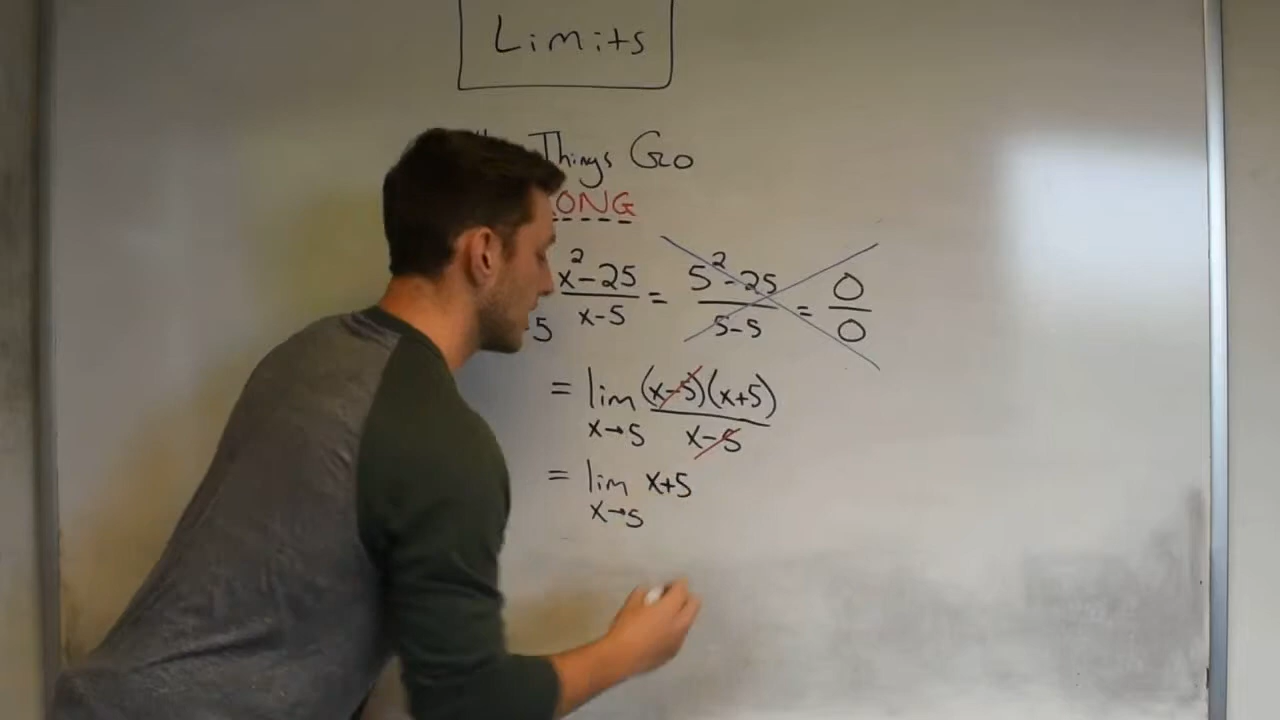 Limits
Things Go
ONG
x²-25 / x-5 = 5²-25 / 5-5 = 0/0
5
= lim (x-5)(x+5) / x-5
x→5
= lim x+5
x→5